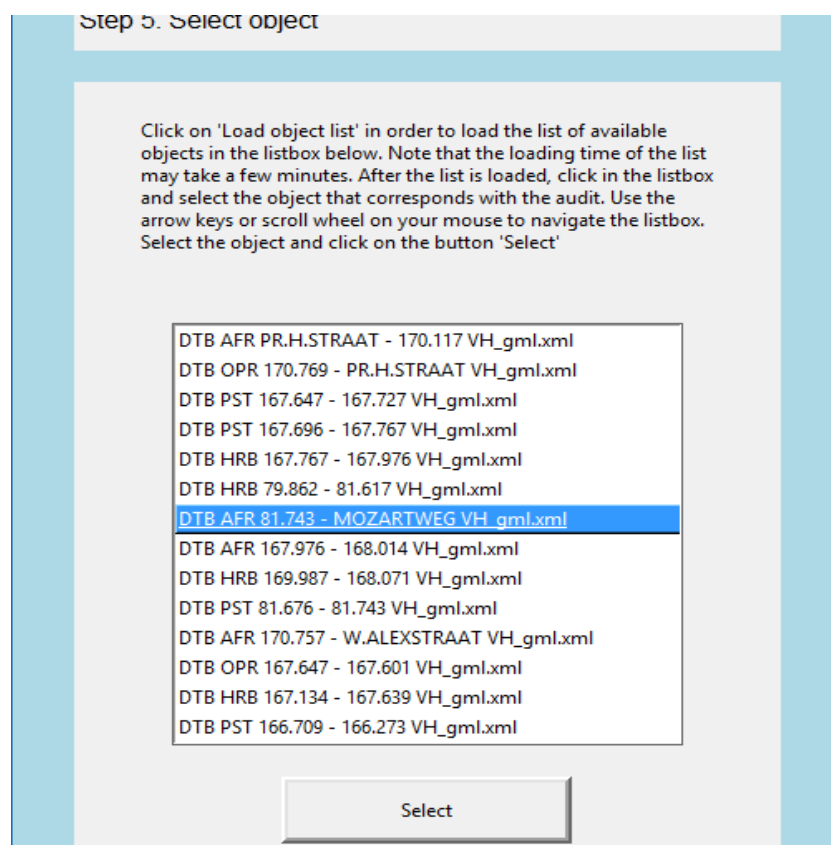 Step 5. Select object
Click on 'Load object list' in order to load the list of available
objects in the listbox below. Note that the loading time of the list
may take a few minutes. After the list is loaded, click in the listbox
and select the object that corresponds with the audit. Use the
arrow keys or scroll wheel on your mouse to navigate the listbox.
Select the object and click on the button 'Select'
DTB AFR PR.H.STRAAT - 170.117 VH_gml.xml
DTB OPR 170.769 - PR.H.STRAAT VH_gml.xml
DTB PST 167.647 - 167.727 VH_gml.xml
DTB PST 167.696 - 167.767 VH_gml.xml
DTB HRB 167.767 - 167.976 VH_gml.xml
DTB HRB 79.862 - 81.617 VH_gml.xml
DTB AFR 81.743 - MOZARTWEG VH_gml.xml
DTB AFR 167.976 - 168.014 VH_gml.xml
DTB HRB 169.987 - 168.071 VH_gml.xml
DTB PST 81.676 - 81.743 VH_gml.xml
DTB AFR 170.757 - W.ALEXSTRAAT VH_gml.xml
DTB OPR 167.647 - 167.601 VH_gml.xml
DTB HRB 167.134 - 167.639 VH_gml.xml
DTB PST 166.709 - 166.273 VH_gml.xml
Select